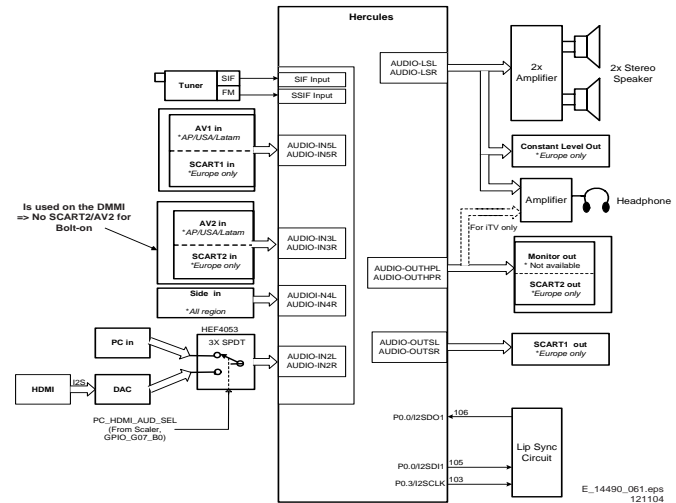 Hercules
Tuner
SIF
FM
SIF Input
SSIF Input
AV1 in
*AP/USA/Latam
SCART1 in
*Europe only
AUDIO-IN5L
AUDIO-IN5R
Is used on the DMMI
=> No SCART2/AV2 for
Bolt-on
AV2 in
*AP/USA/Latam
SCART2 in
*Europe only
AUDIO-IN3L
AUDIO-IN3R
Side in
*All region
AUDIOI-IN4L
AUDIO-IN4R
HEF4053
3X SPDT
PC in
HDMI
I2S
DAC
AUDIO-IN2L
AUDIO-IN2R
PC_HDMI_AUD_SEL
(From Scaler,
GPIO_G07_B0)
AUDIO-LSL
AUDIO-LSR
2x
Amplifier
2x Stereo
Speaker
Constant Level Out
*Europe only
Amplifier
Headphone
For iTV only
AUDIO-OUTHPL
AUDIO-OUTHPR
Monitor out
* Not available
SCART2 out
*Europe only
AUDIO-OUTSL
AUDIO-OUTSR
SCART1 out
*Europe only
P0.0/I2SDO1
106
P0.0/I2SDI1
105
P0.3/I2SCLK
103
Lip Sync
Circuit
E_14490_061.eps
121104